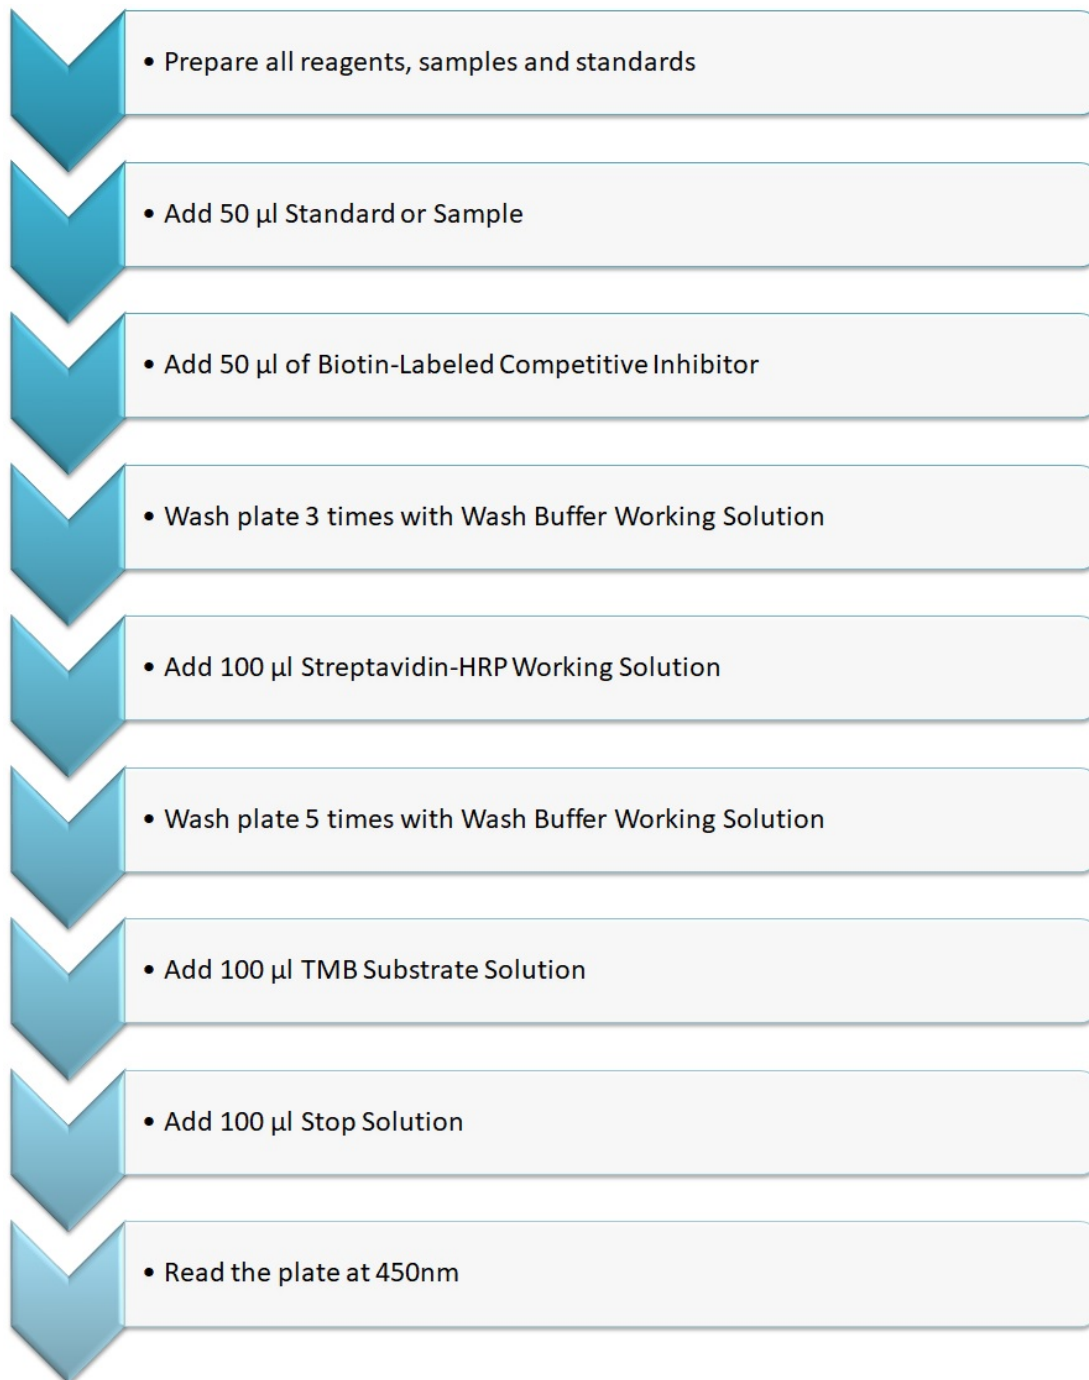 • Prepare all reagents, samples and standards
• Add 50 µl Standard or Sample
• Add 50 µl of Biotin-Labeled Competitive Inhibitor
• Wash plate 3 times with Wash Buffer Working Solution
• Add 100 µl Streptavidin-HRP Working Solution
• Wash plate 5 times with Wash Buffer Working Solution
• Add 100 µl TMB Substrate Solution
• Add 100 µl Stop Solution
• Read the plate at 450nm